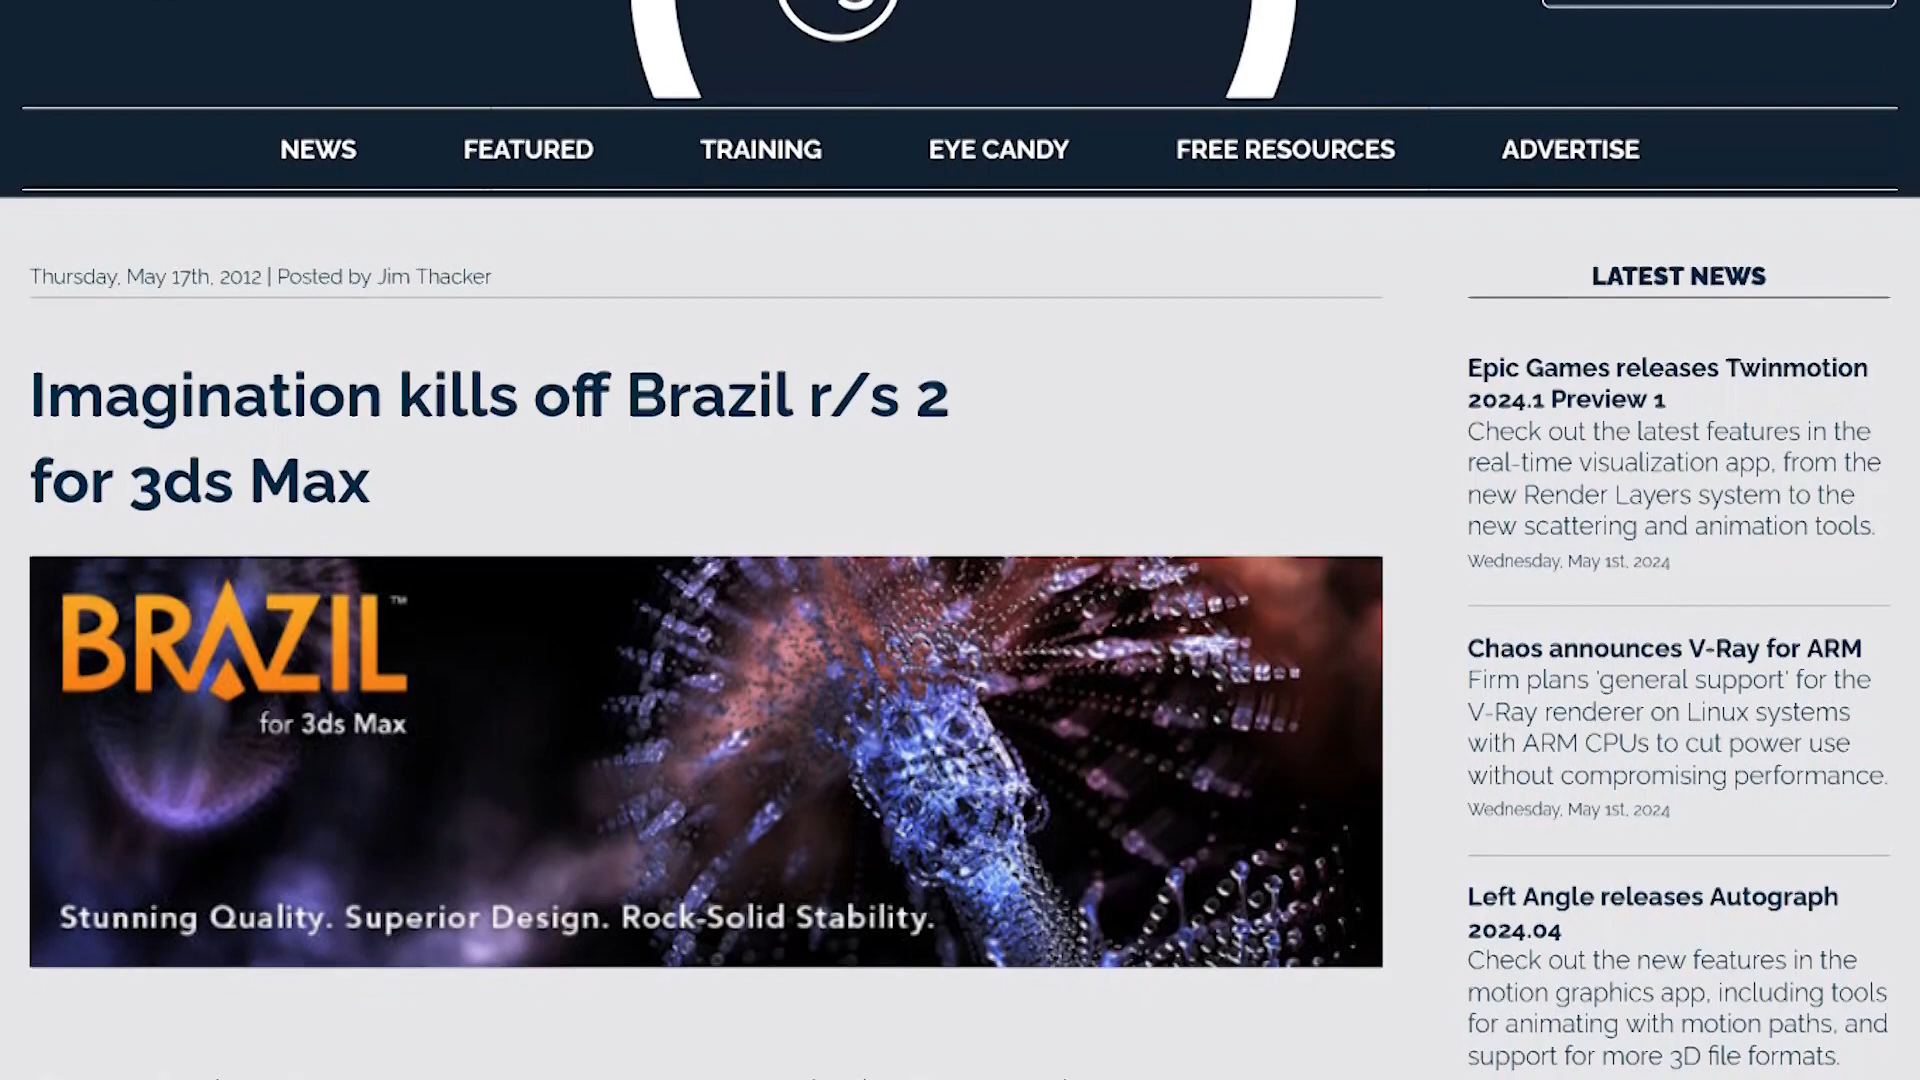 NEWS FEATURED TRAINING EYE CANDY FREE RESOURCES ADVERTISE
Thursday, May 17th, 2012 | Posted by Jim Thacker
Imagination kills off Brazil r/s 2
for 3ds Max
BRAZIL™
for 3ds Max
Stunning Quality. Superior Design. Rock-Solid Stability.
LATEST NEWS
Epic Games releases Twinmotion
2024.1 Preview 1
Check out the latest features in the
real-time visualization app, from the
new Render Layers system to the
new scattering and animation tools.
Wednesday, May 1st, 2024
Chaos announces V-Ray for ARM
Firm plans 'general support' for the
V-Ray renderer on Linux systems
with ARM CPUs to cut power use
without compromising performance.
Wednesday, May 1st, 2024
Left Angle releases Autograph
2024.04
Check out the new features in the
motion graphics app, including tools
for animating with motion paths, and
support for more 3D file formats.